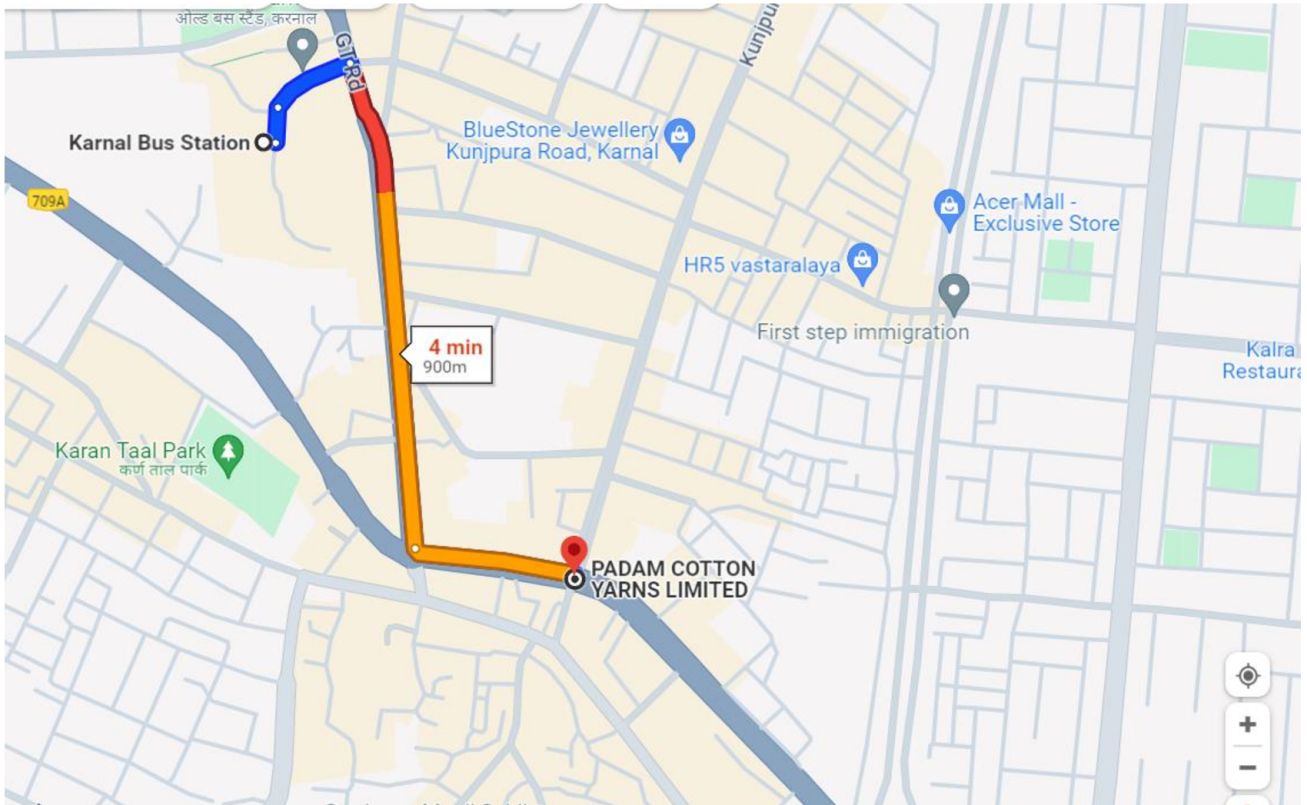 ओल्ड बस स्टैंड, करनाल
GT Rd
Kunjpu
Karnal Bus Station
BlueStone Jewellery
Kunjpura Road, Karnal
709A
Acer Mall -
Exclusive Store
HR5 vastaralaya
First step immigration
4 min
900m
Kalra
Restaura
Karan Taal Park
कर्ण ताल पार्क
PADAM COTTON
YARNS LIMITED
+
−